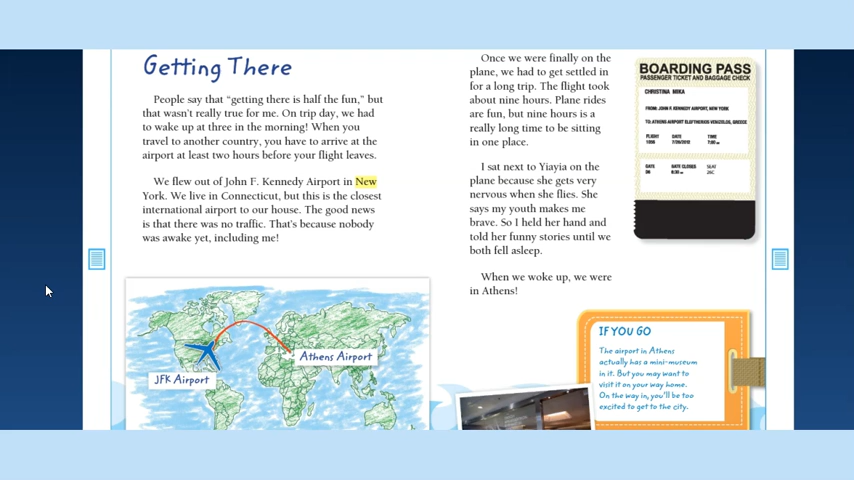 Getting There
People say that “getting there is half the fun,” but
that wasn’t really true for me. On trip day, we had
to wake up at three in the morning! When you
travel to another country, you have to arrive at the
airport at least two hours before your flight leaves.
We flew out of John F. Kennedy Airport in New
York. We live in Connecticut, but this is the closest
international airport to our house. The good news
is that there was no traffic. That’s because nobody
was awake yet, including me!
JFK Airport
Athens Airport
Once we were finally on the
plane, we had to get settled in
for a long trip. The flight took
about nine hours. Plane rides
are fun, but nine hours is a
really long time to be sitting
in one place.
I sat next to Yiayia on the
plane because she gets very
nervous when she flies. She
says my youth makes me
brave. So I held her hand and
told her funny stories until we
both fell asleep.
When we woke up, we were
in Athens!
BOARDING PASS
PASSENGER TICKET AND BAGGAGE CHECK
CHRISTINA MIKA
FROM: JOHN F. KENNEDY AIRPORT, NEW YORK
TO: ATHENS AIRPORT ELEFTHERIOS VENIZELOS, GREECE
FLIGHT DATE TIME
7:00
GATE GATE CLOSED SEAT
IF YOU GO
The airport in Athens
actually has a mini-museum
in it. But you may want to
visit it on your way home.
On the way in, you’ll be too
excited to get to the city.